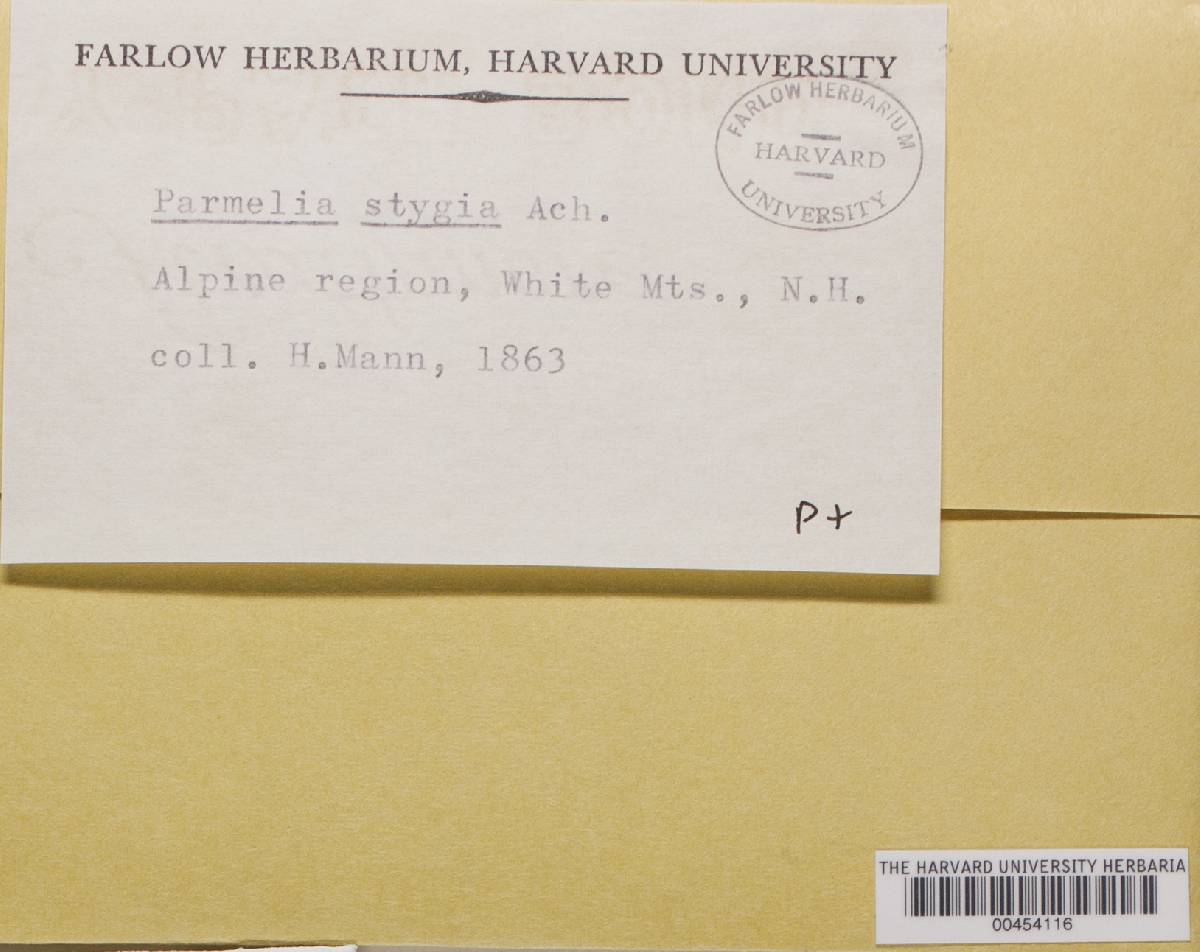 FARLOW HERBARIUM, HARVARD UNIVERSITY
FARLOW HERBARIUM
HARVARD
UNIVERSITY
Parmelia stygia Ach.
Alpine region, White Mts., N.H.
coll. H.Mann, 1863
P+
THE HARVARD UNIVERSITY HERBARIA
00454116